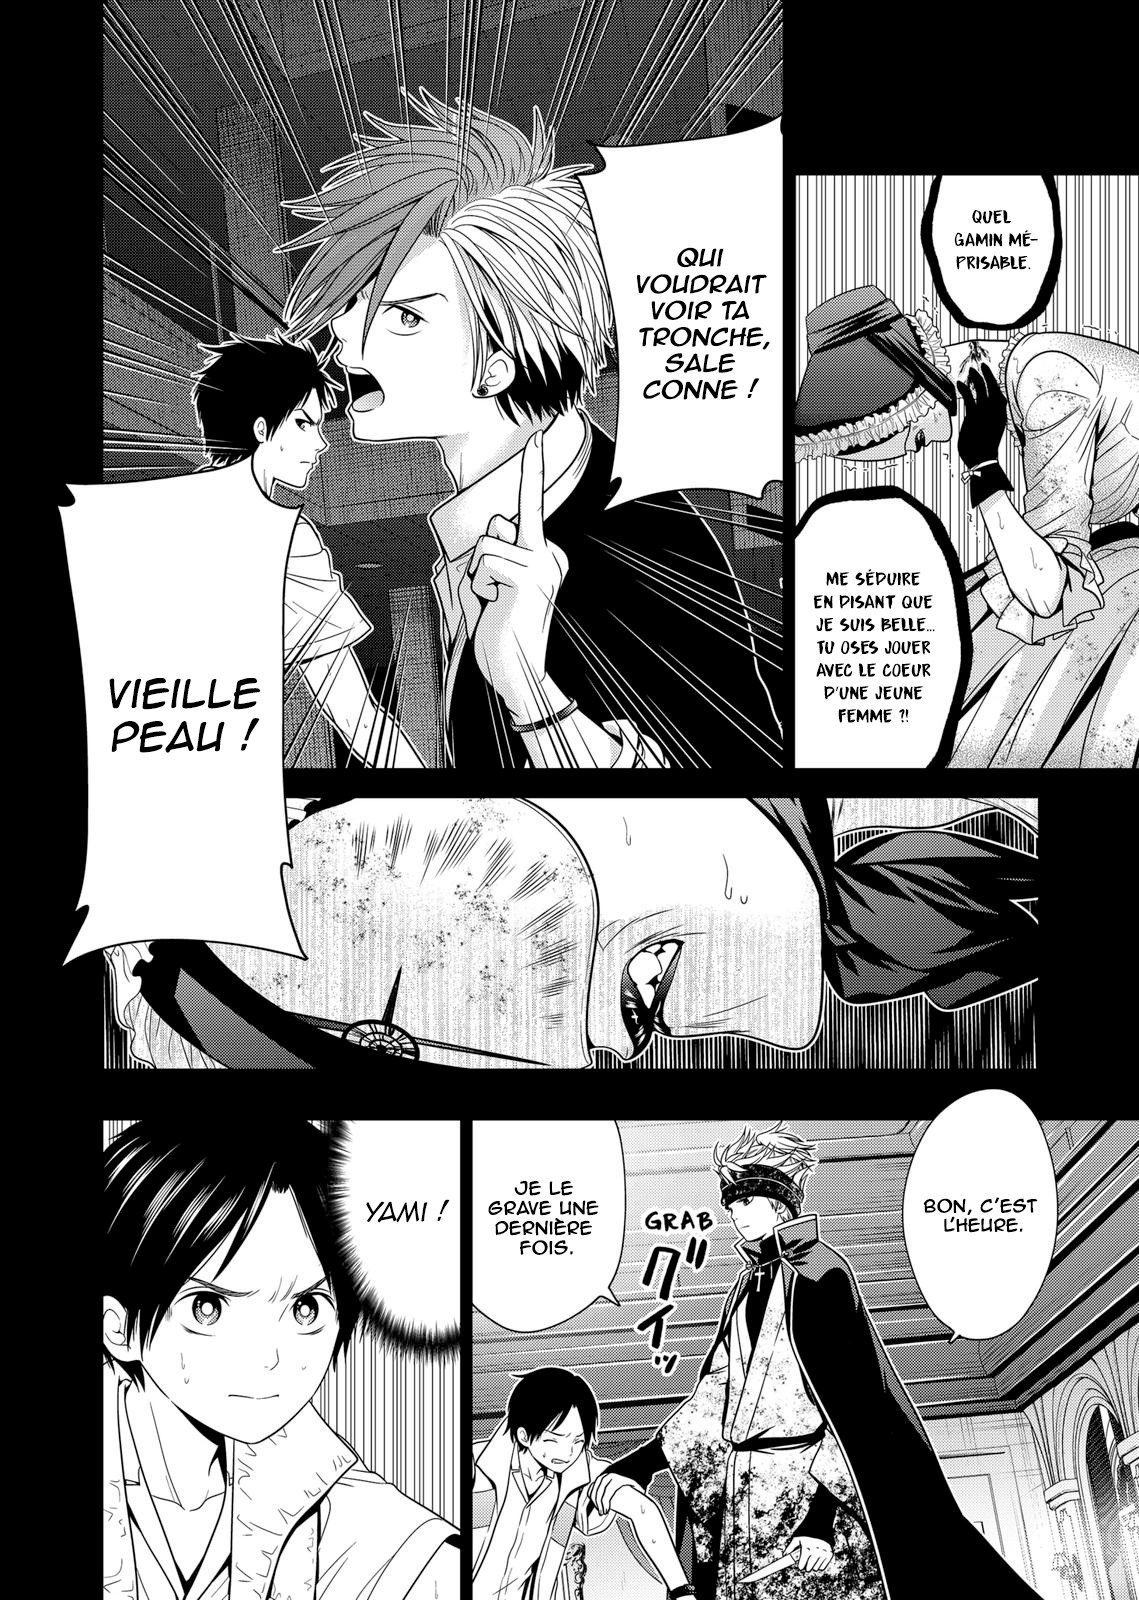 QUEL
GAMIN MÉ-
PRISABLE.
ME SÉDUIRE
EN DISANT QUE
JE SUIS BELLE...
TU OSES JOUER
AVEC LE COEUR
D'UNE JEUNE
FEMME ?!
QUI
VOUDRAIT
VOIR TA
TRONCHE,
SALE
CONNE !
VIEILLE
PEAU !
BON, C'EST
L'HEURE.
GRAB
グイッ
JE LE
GRAVE UNE
DERNIÈRE
FOIS.
YAMI !